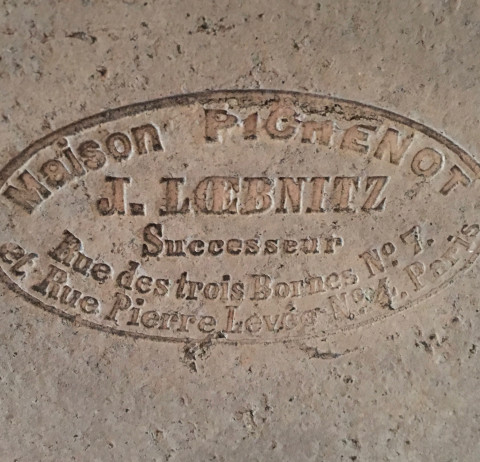 Maison PICHENOT
J. LŒBNITZ
Successeur
Rue des trois Bornes No 7.
et Rue Pierre Levée No 4. Paris